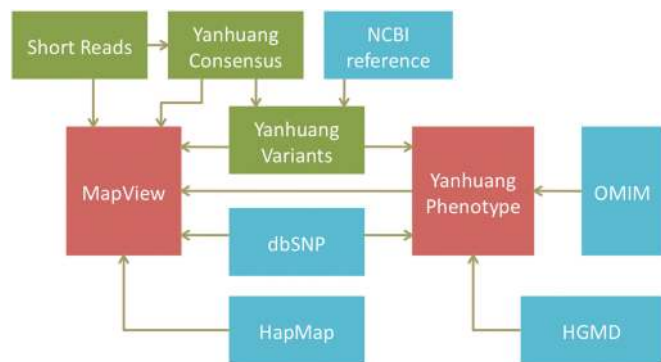 Short Reads
Yanhuang
Consensus
NCBI
reference
Yanhuang
Variants
MapView
Yanhuang
Phenotype
OMIM
dbSNP
HapMap
HGMD